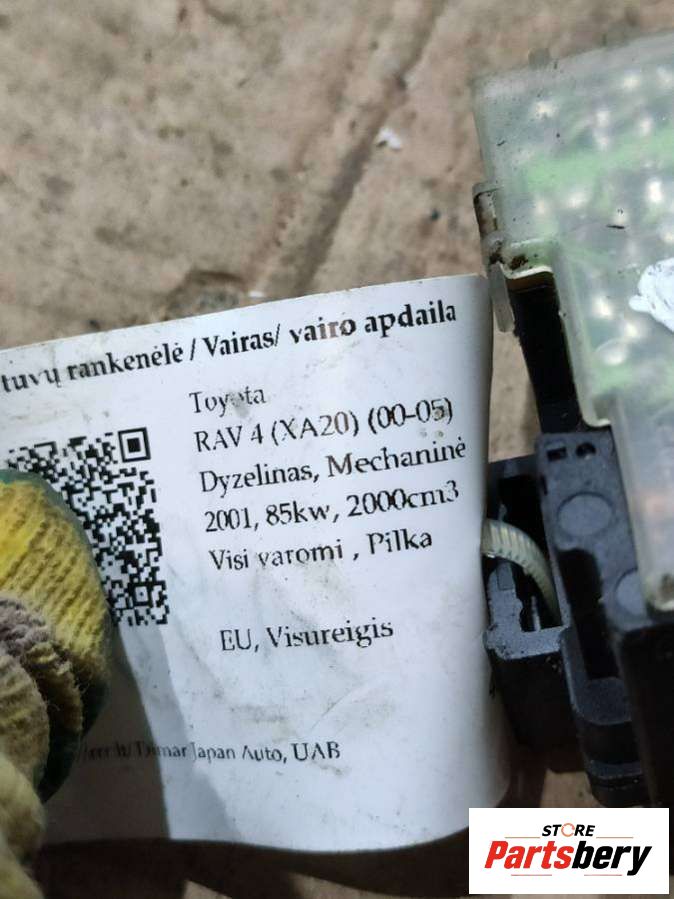 tuvų rankenėlė / Vairas/ vairo apdaila
Toyota
RAV 4 (XA20) (00-05)
Dyzelinas, Mechaninė
2001, 85kw, 2000cm3
Visi varomi , Pilka
EU, Visureigis
Japan Auto, UAB
STORE
Partsbery